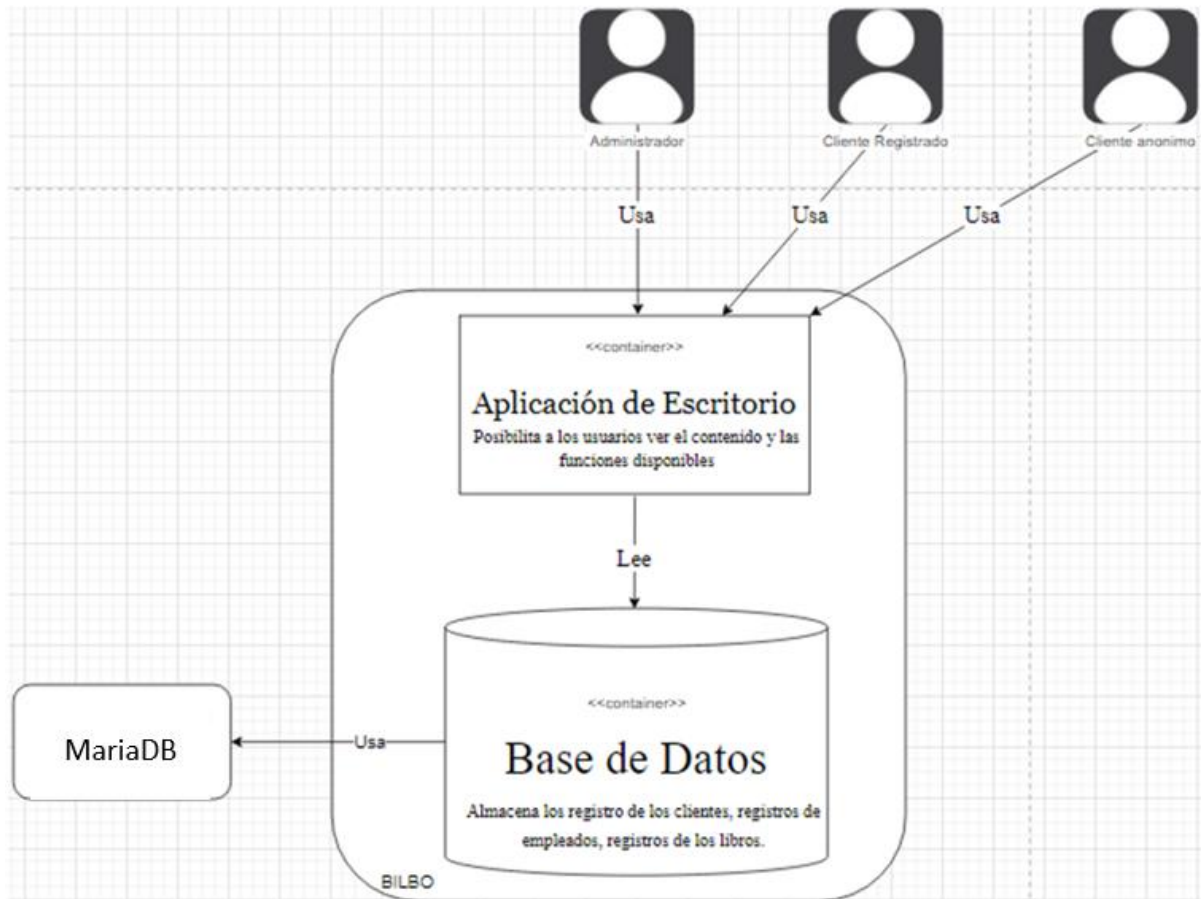 Administrador
Cliente Registrado
Cliente anonimo
Usa
Usa
Usa
<<container>>
Aplicación de Escritorio
Posibilita a los usuarios ver el contenido y las
funciones disponibles
Lee
<<container>>
Base de Datos
Almacena los registro de los clientes, registros de
empleados, registros de los libros.
Usa
MariaDB
BILBO